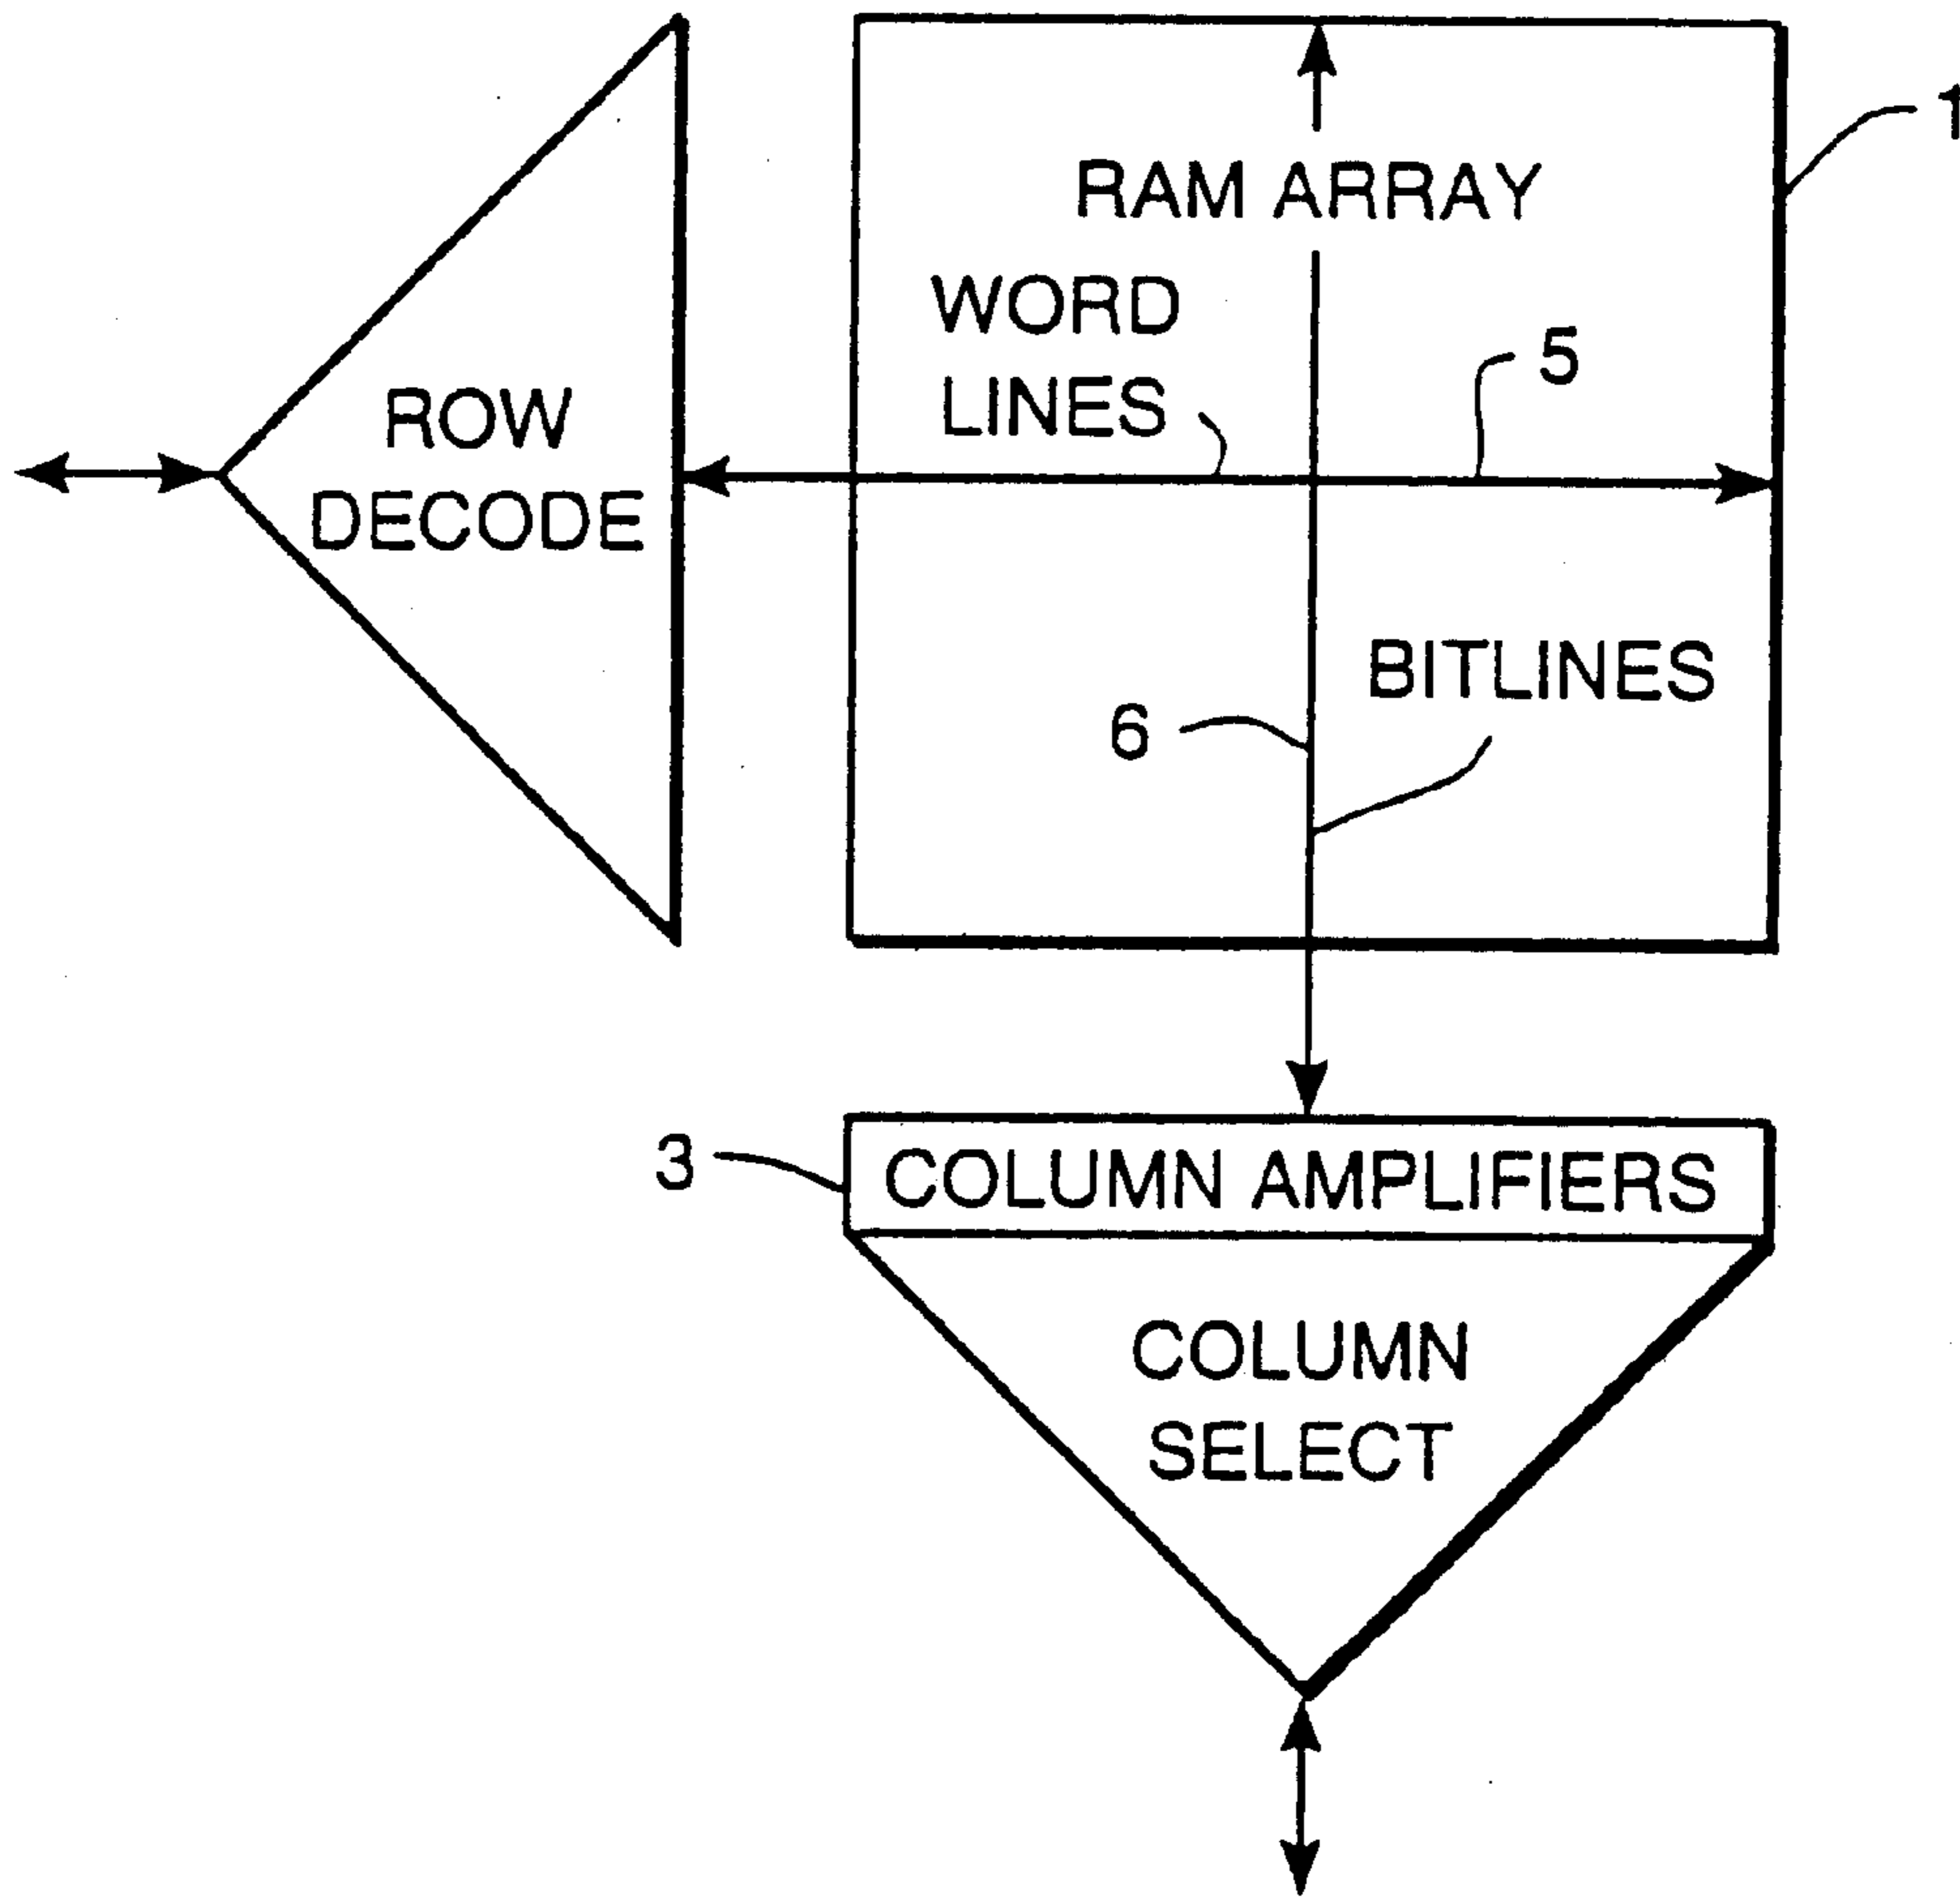 1
RAM ARRAY
WORD
LINES
5
ROW
DECODE
BITLINES
6
3
COLUMN AMPLIFIERS
COLUMN
SELECT